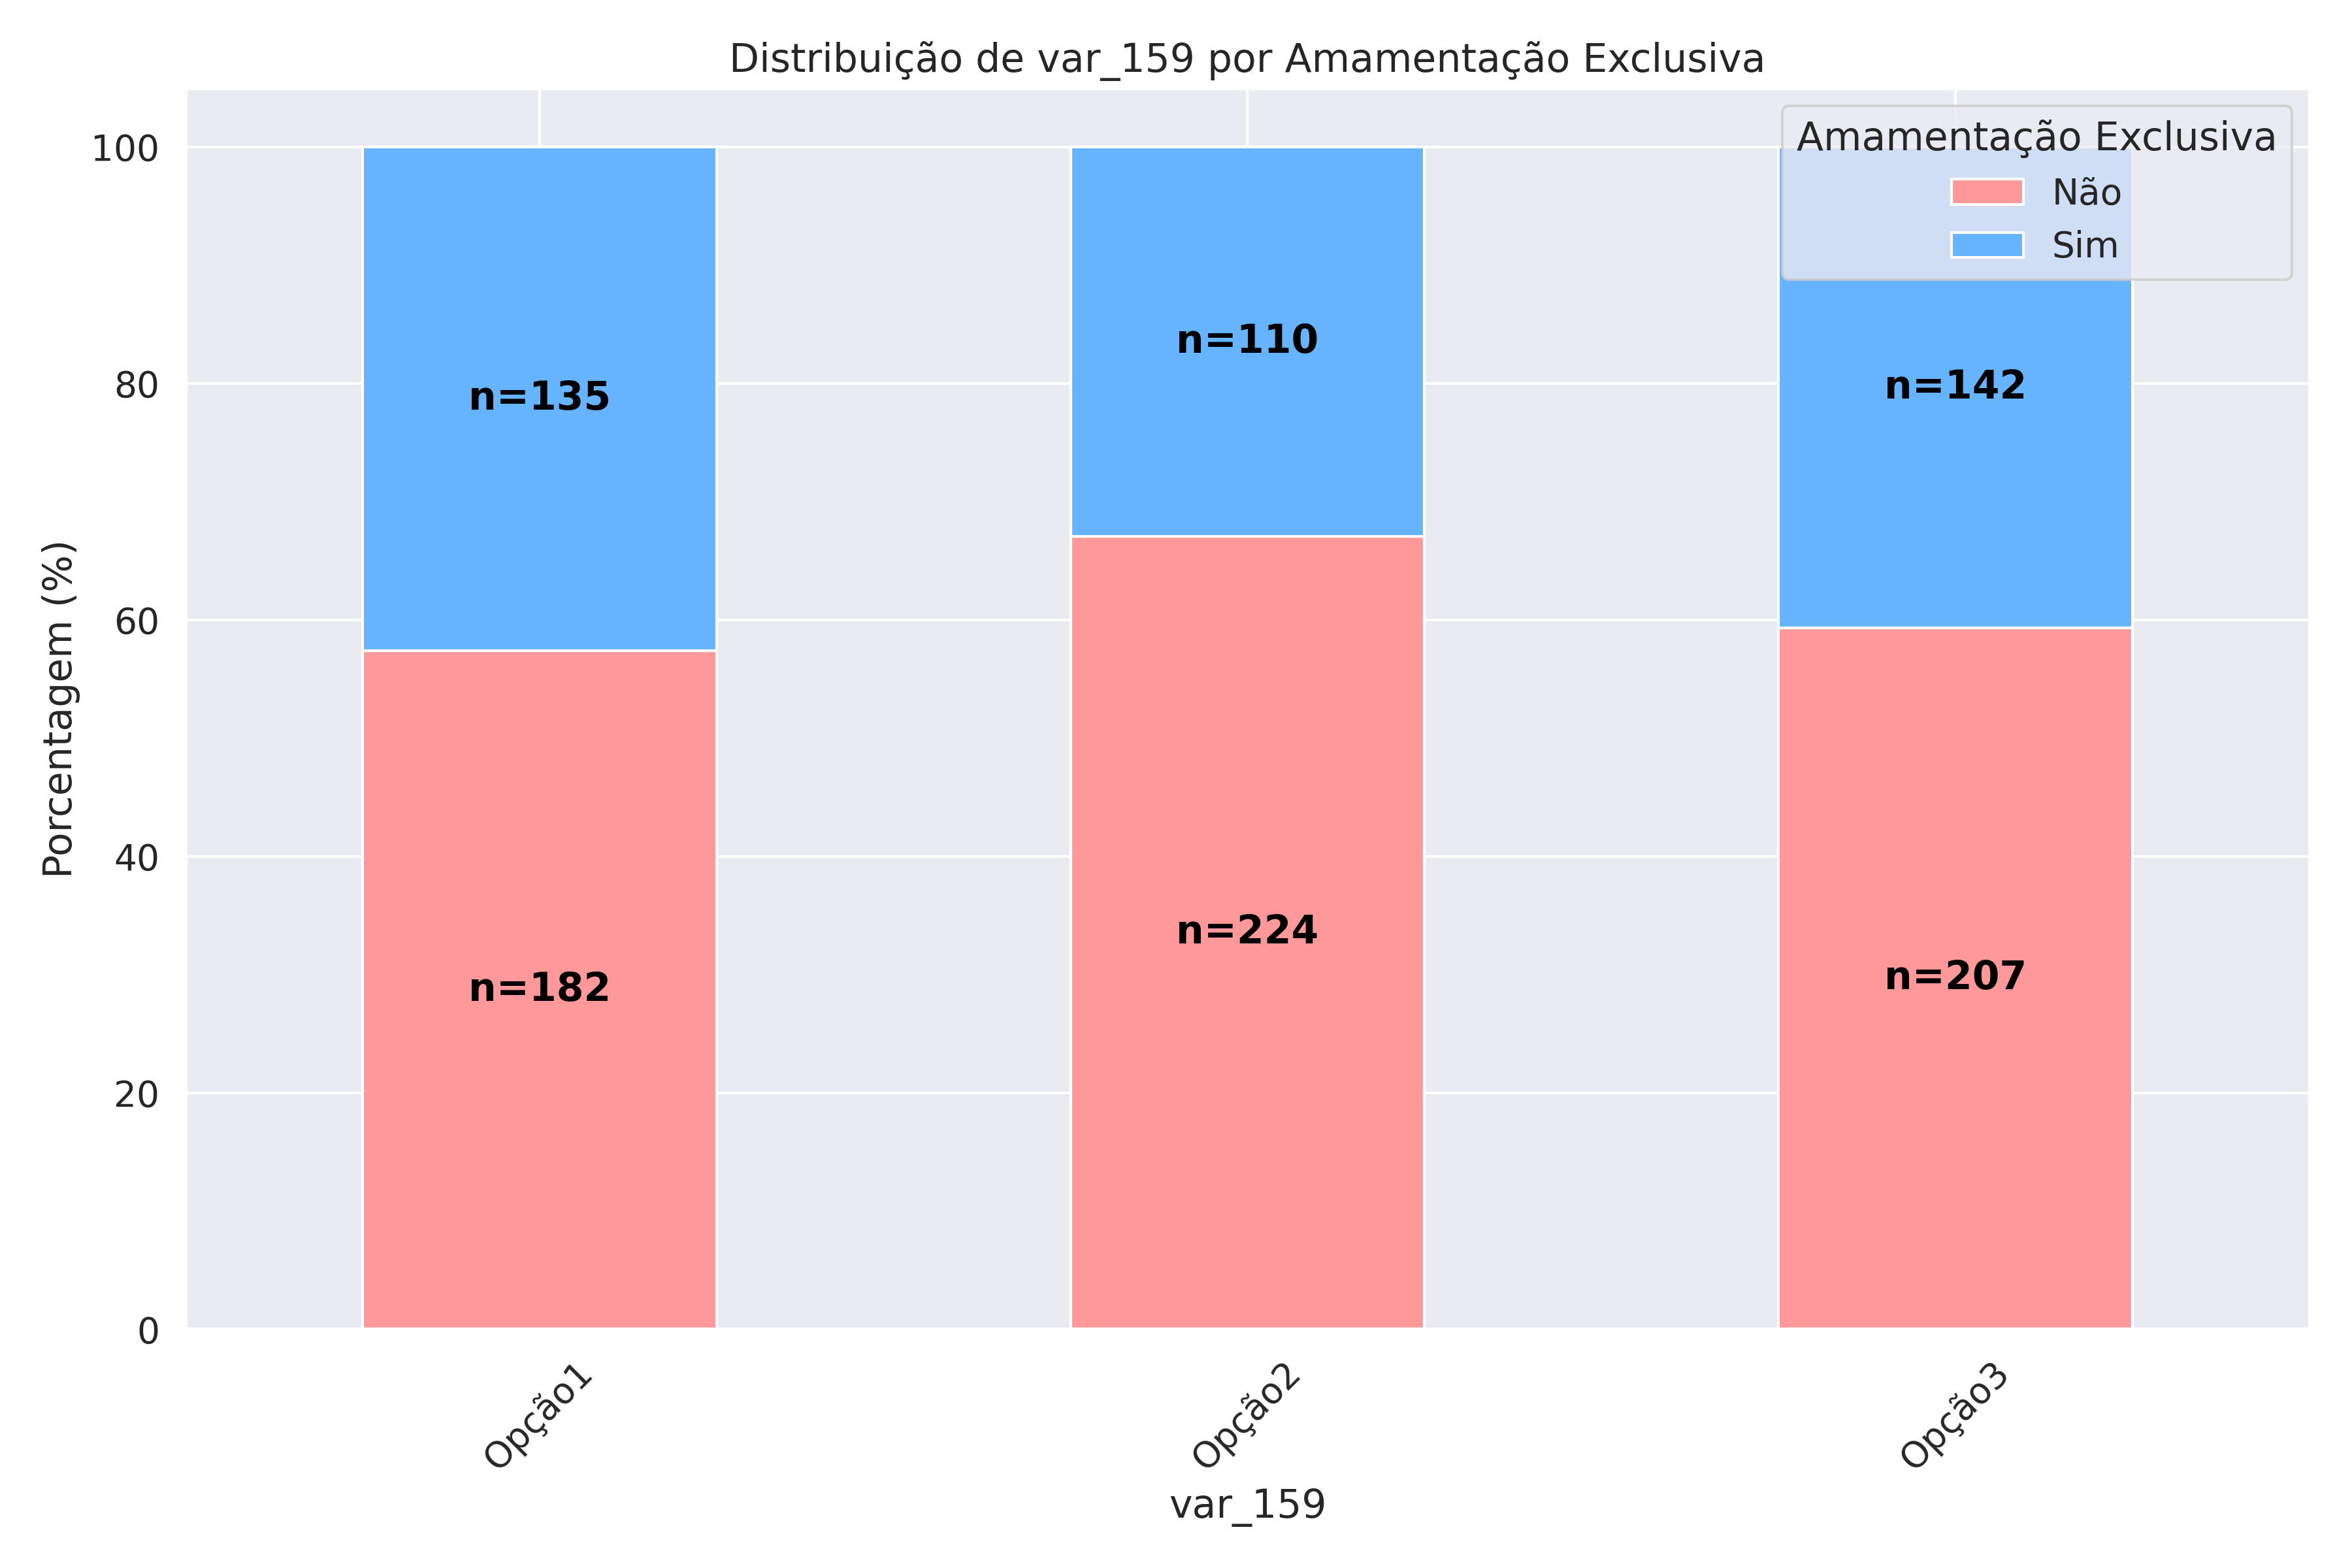 Distribuição de var_159 por Amamentação Exclusiva
Amamentação Exclusiva
Não
Sim
Porcentagem (%)
100
80
60
40
20
0
n=135
n=110
n=142
n=182
n=224
n=207
Opção1
Opção2
Opção3
var_159